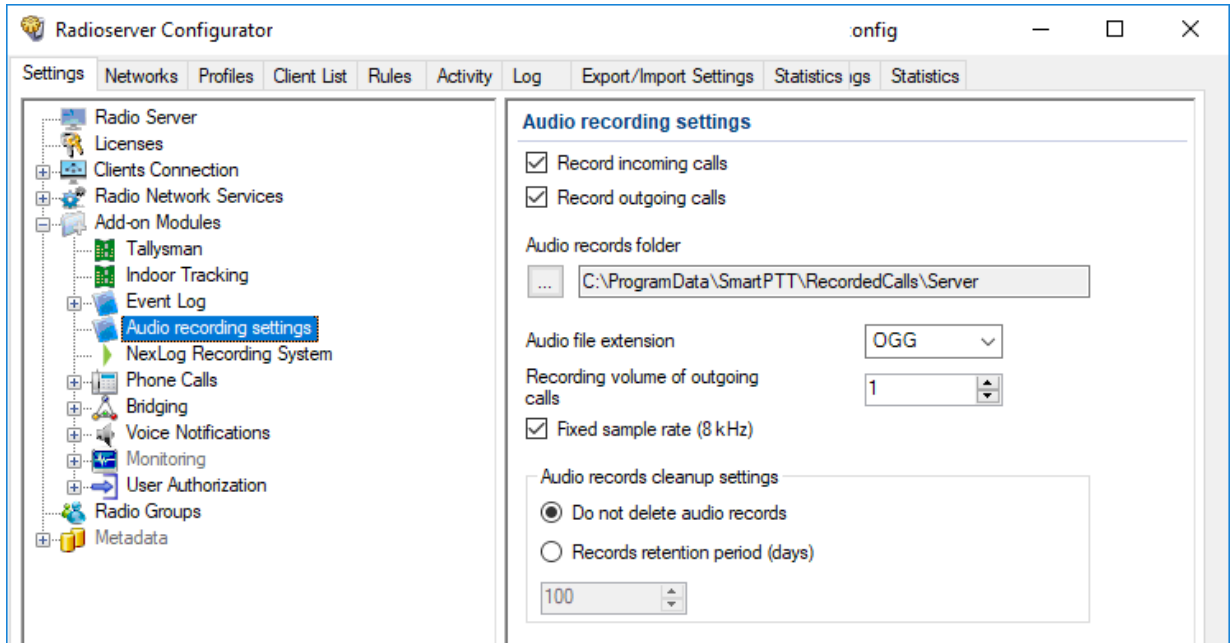 Radioserver Configurator
:onfig
Settings Networks Profiles Client List Rules Activity Log Export/Import Settings Statistics ıgs Statistics
Radio Server
Licenses
Clients Connection
Radio Network Services
Add-on Modules
Tallysman
Indoor Tracking
Event Log
Audio recording settings
NexLog Recording System
Phone Calls
Bridging
Voice Notifications
Monitoring
User Authorization
Radio Groups
Metadata
Audio recording settings
Record incoming calls
Record outgoing calls
Audio records folder
... C:\ProgramData\SmartPTT\RecordedCalls\Server
Audio file extension OGG
Recording volume of outgoing
calls 1
Fixed sample rate (8 kHz)
Audio records cleanup settings
Do not delete audio records
Records retention period (days)
100